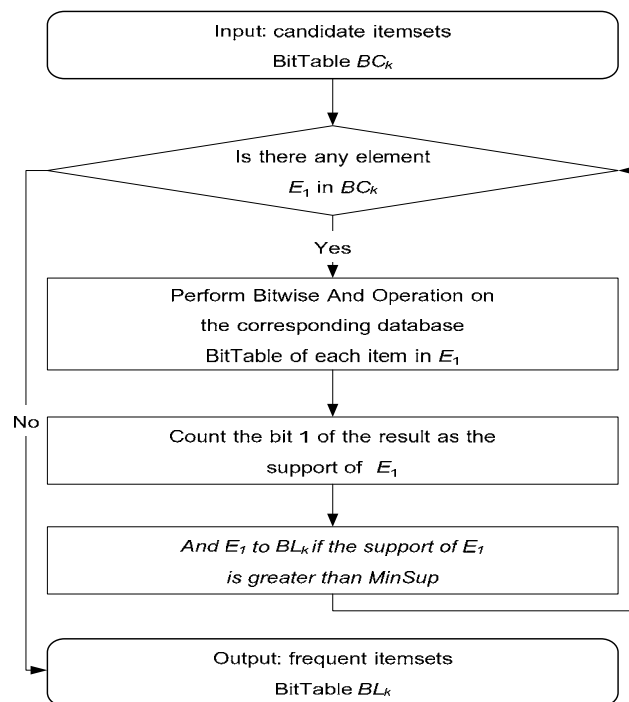 Input: candidate itemsets
BitTable BCk
Is there any element
E1 in BCk
Yes
Perform Bitwise And Operation on
the corresponding database
BitTable of each item in E1
No
Count the bit 1 of the result as the
support of E1
And E1 to BLk if the support of E1
is greater than MinSup
Output: frequent itemsets
BitTable BLk